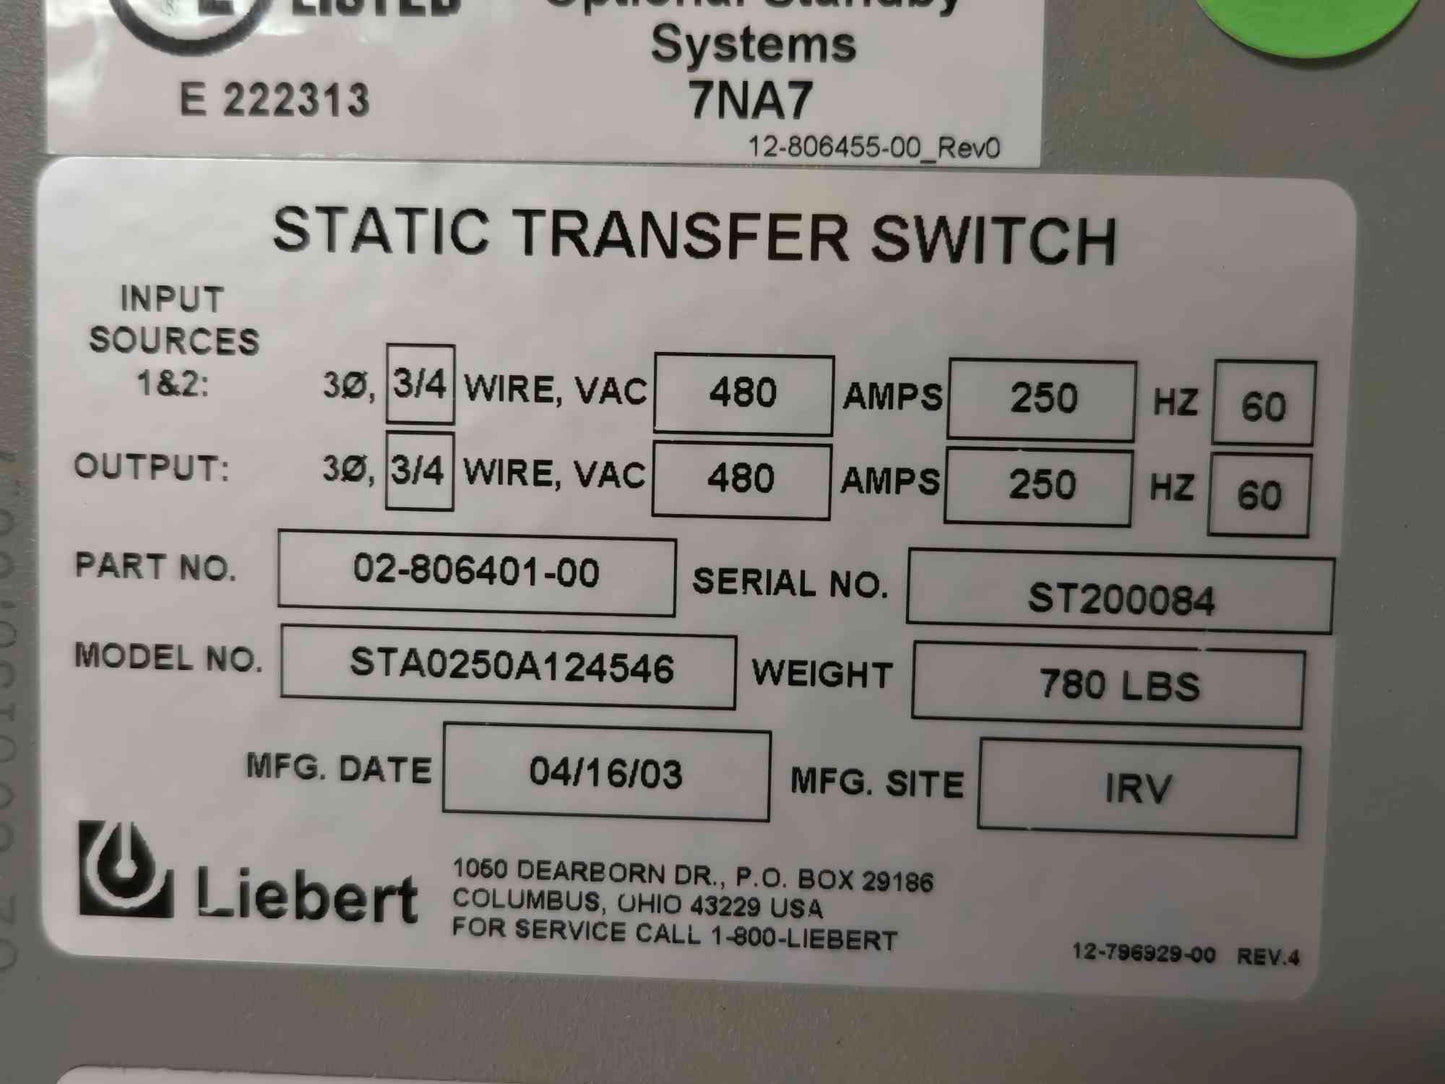 LISTED
Optional Standby
Systems
E 222313
7NA7
12-806455-00_Rev0
STATIC TRANSFER SWITCH
INPUT
SOURCES
1&2: 3Ø, 3/4 WIRE, VAC 480 AMPS 250 HZ 60
OUTPUT: 3Ø, 3/4 WIRE, VAC 480 AMPS 250 HZ 60
PART NO. 02-806401-00 SERIAL NO. ST200084
MODEL NO. STA0250A124546 WEIGHT 780 LBS
MFG. DATE 04/16/03 MFG. SITE IRV
Liebert
1050 DEARBORN DR., P.O. BOX 29186
COLUMBUS, OHIO 43229 USA
FOR SERVICE CALL 1-800-LIEBERT
12-796929-00 REV.4